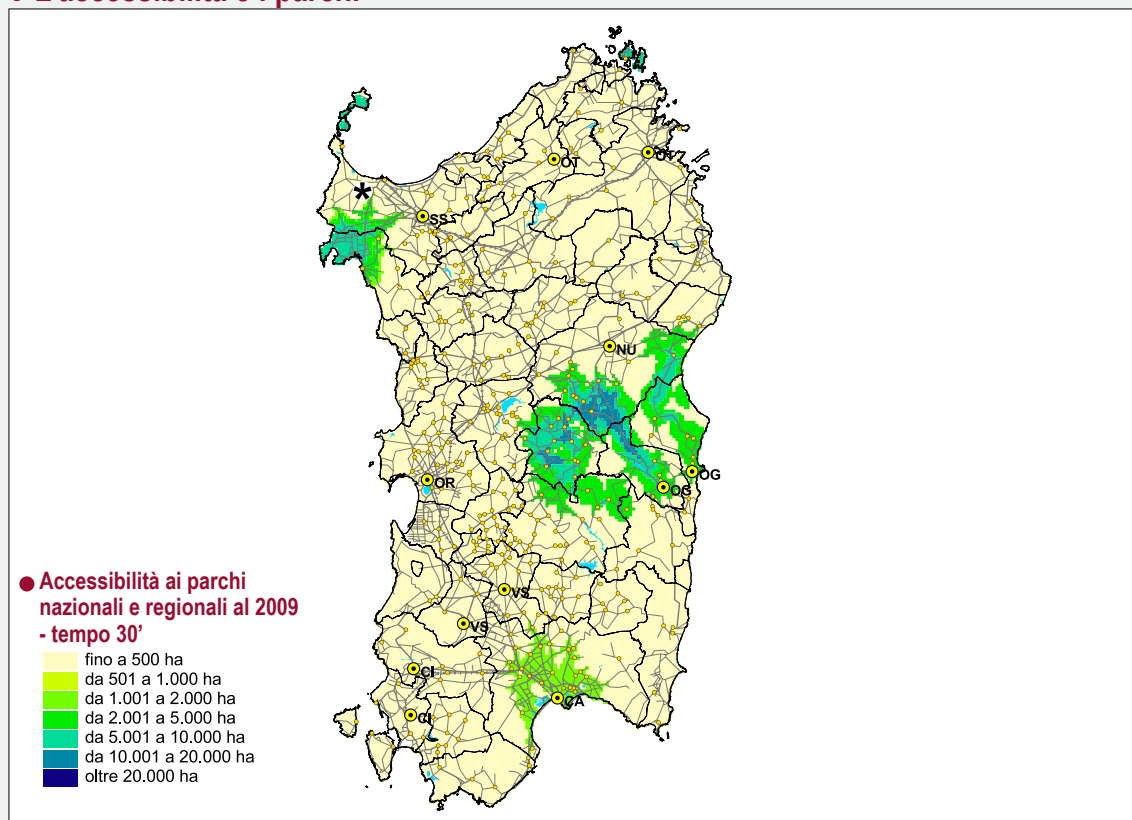 *
OT
OT
SS
NU
OG
OG
OR
VS
VS
CI
CI
CA
● Accessibilità ai parchi
nazionali e regionali al 2009
- tempo 30’
fino a 500 ha
da 501 a 1.000 ha
da 1.001 a 2.000 ha
da 2.001 a 5.000 ha
da 5.001 a 10.000 ha
da 10.001 a 20.000 ha
oltre 20.000 ha